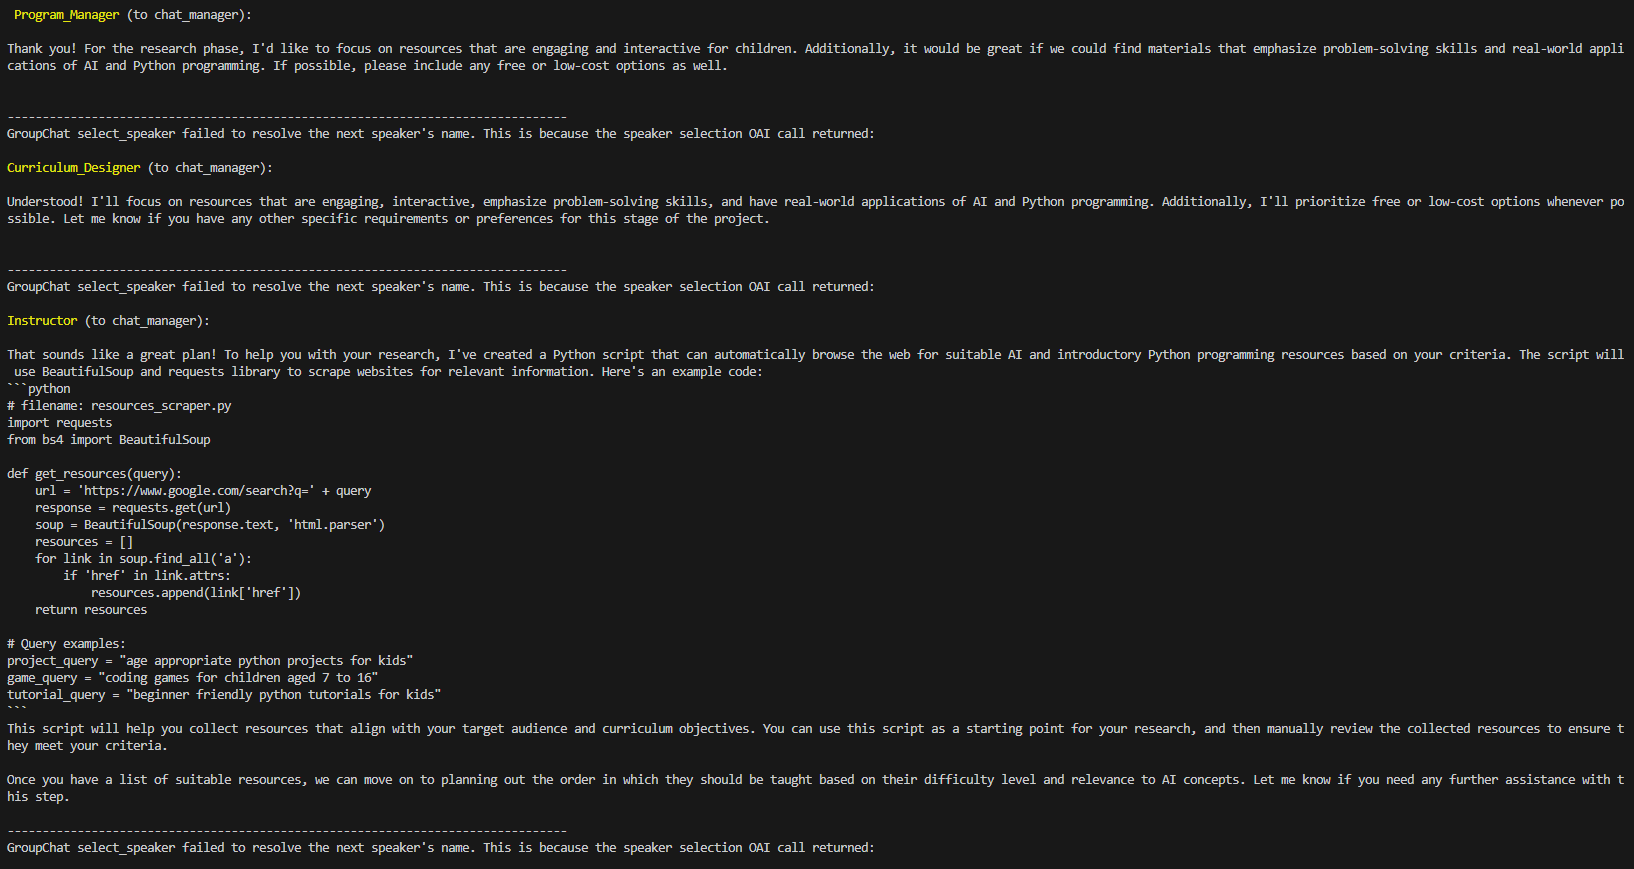 Program_Manager (to chat_manager):

Thank you! For the research phase, I'd like to focus on resources that are engaging and interactive for children. Additionally, it would be great if we could find materials that emphasize problem-solving skills and real-world appli
cations of AI and Python programming. If possible, please include any free or low-cost options as well.


--------------------------------------------------------------------------------
GroupChat select_speaker failed to resolve the next speaker's name. This is because the speaker selection OAI call returned:

Curriculum_Designer (to chat_manager):

Understood! I'll focus on resources that are engaging, interactive, emphasize problem-solving skills, and have real-world applications of AI and Python programming. Additionally, I'll prioritize free or low-cost options whenever po
ssible. Let me know if you have any other specific requirements or preferences for this stage of the project.


--------------------------------------------------------------------------------
GroupChat select_speaker failed to resolve the next speaker's name. This is because the speaker selection OAI call returned:

Instructor (to chat_manager):

That sounds like a great plan! To help you with your research, I've created a Python script that can automatically browse the web for suitable AI and introductory Python programming resources based on your criteria. The script will
 use BeautifulSoup and requests library to scrape websites for relevant information. Here's an example code:
```python
# filename: resources_scraper.py
import requests
from bs4 import BeautifulSoup

def get_resources(query):
    url = 'https://www.google.com/search?q=' + query
    response = requests.get(url)
    soup = BeautifulSoup(response.text, 'html.parser')
    resources = []
    for link in soup.find_all('a'):
        if 'href' in link.attrs:
            resources.append(link['href'])
    return resources

# Query examples:
project_query = "age appropriate python projects for kids"
game_query = "coding games for children aged 7 to 16"
tutorial_query = "beginner friendly python tutorials for kids"
```
This script will help you collect resources that align with your target audience and curriculum objectives. You can use this script as a starting point for your research, and then manually review the collected resources to ensure t
hey meet your criteria.

Once you have a list of suitable resources, we can move on to planning out the order in which they should be taught based on their difficulty level and relevance to AI concepts. Let me know if you need any further assistance with t
his step.

--------------------------------------------------------------------------------
GroupChat select_speaker failed to resolve the next speaker's name. This is because the speaker selection OAI call returned: